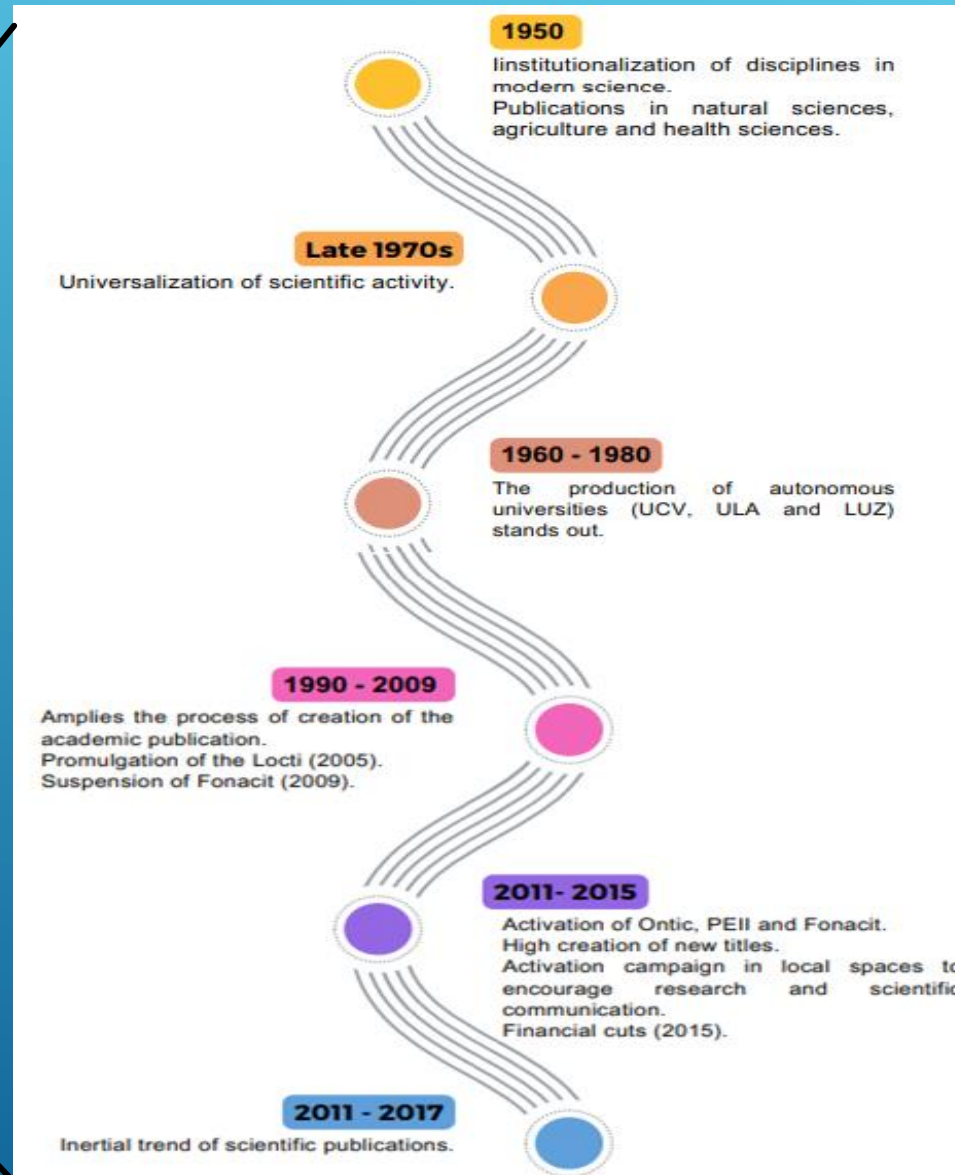 1950
Iinstitutionalization of disciplines in
modern science.
Publications in natural sciences,
agriculture and health sciences.
Late 1970s
Universalization of scientific activity.
1960 - 1980
The production of autonomous
universities (UCV, ULA and LUZ)
stands out.
1990 - 2009
Amplies the process of creation of the
academic publication.
Promulgation of the Locti (2005).
Suspension of Fonacit (2009).
2011- 2015
Activation of Ontic, PEII and Fonacit.
High creation of new titles.
Activation campaign in local spaces to
encourage research and scientific
communication.
Financial cuts (2015).
2011 - 2017
Inertial trend of scientific publications.